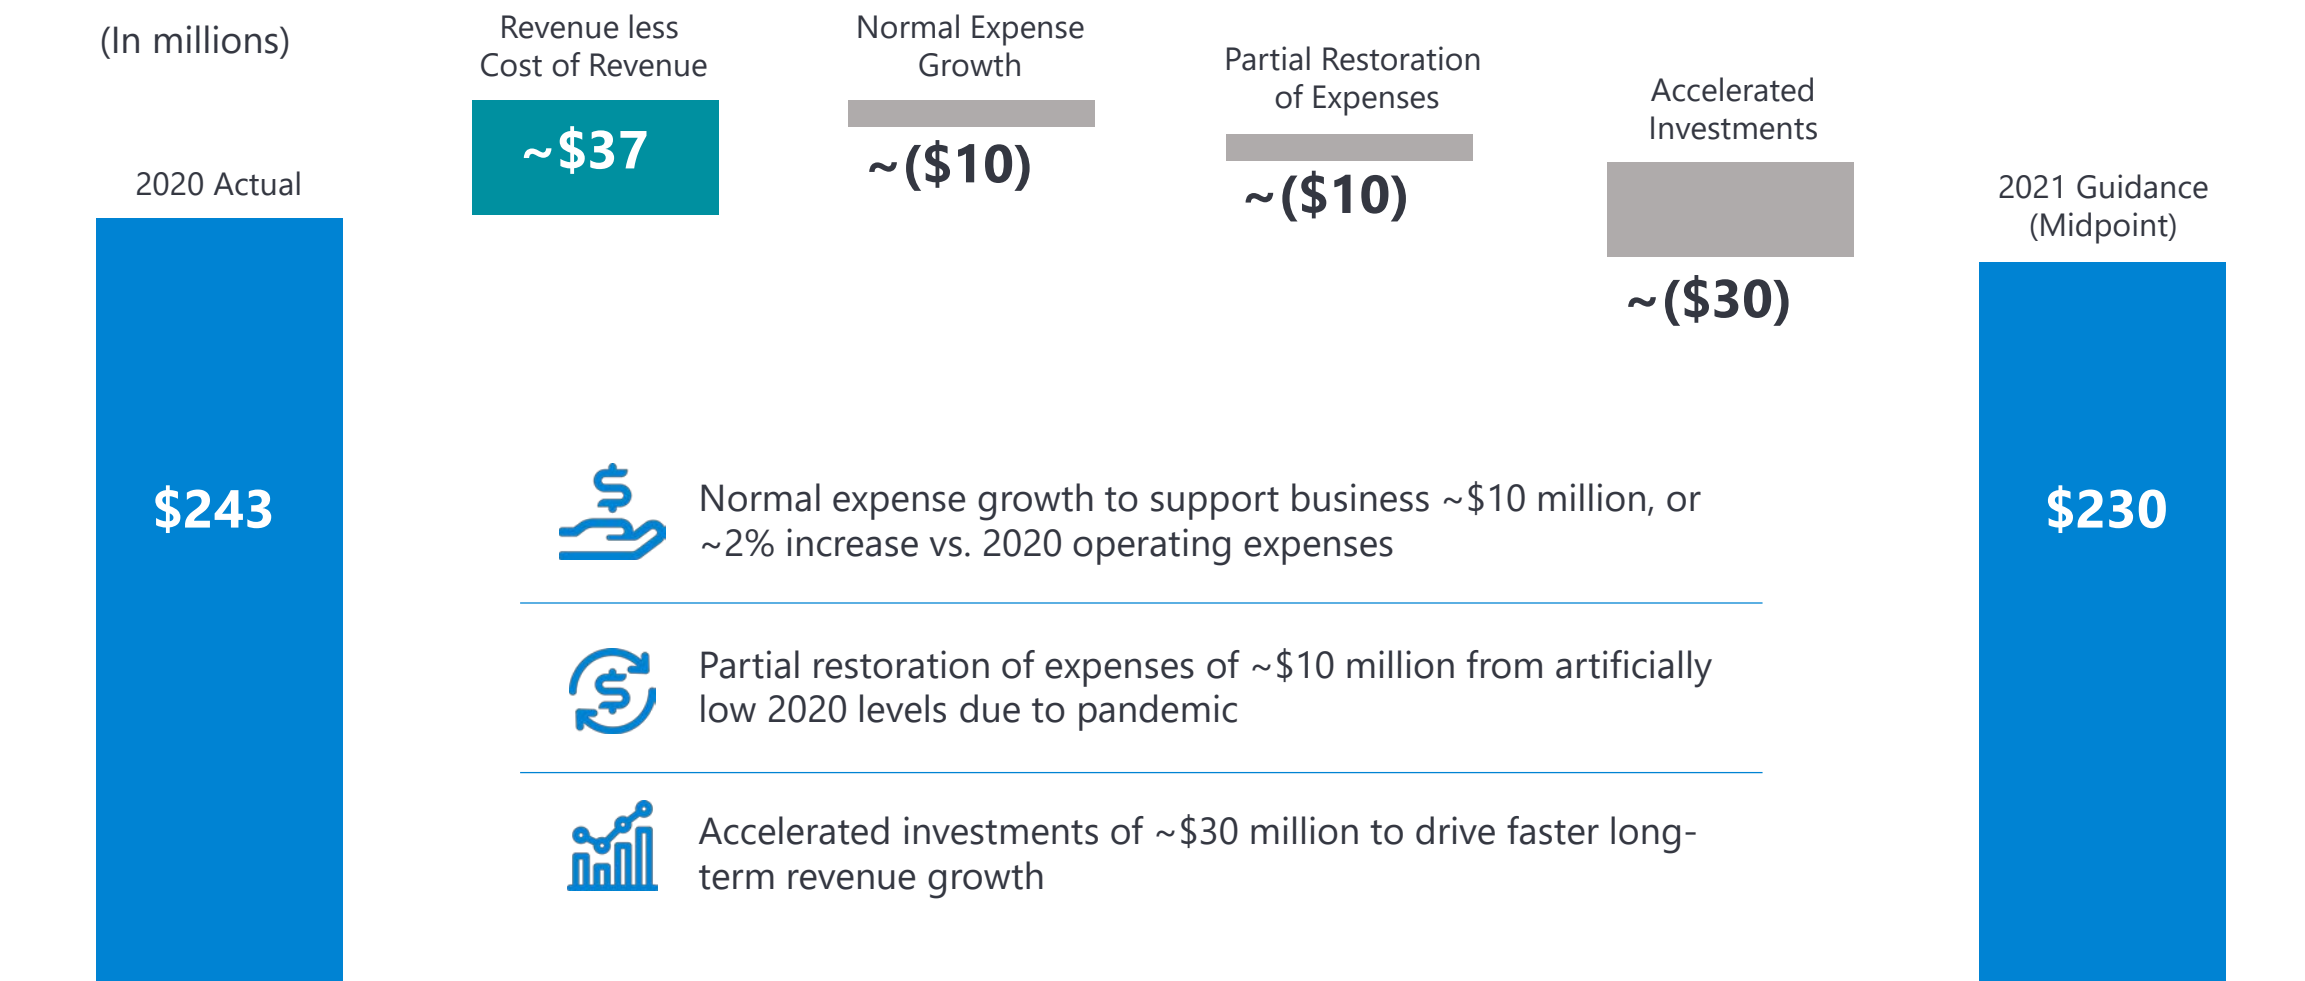 (In millions)
Revenue less
Cost of Revenue
~$37
Normal Expense
Growth
~($10)
Partial Restoration
of Expenses
~($10)
Accelerated
Investments
~($30)
2020 Actual
$243
2021 Guidance
(Midpoint)
$230
Normal expense growth to support business ~$10 million, or
~2% increase vs. 2020 operating expenses
Partial restoration of expenses of ~$10 million from artificially
low 2020 levels due to pandemic
Accelerated investments of ~$30 million to drive faster long-
term revenue growth